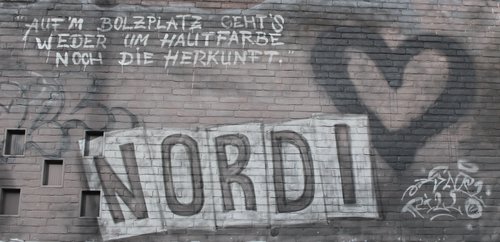 "AUF'M BOLZPLATZ GEHT'S
WEDER UM HAUTFARBE
NOCH DIE HERKUNFT."
NORDI